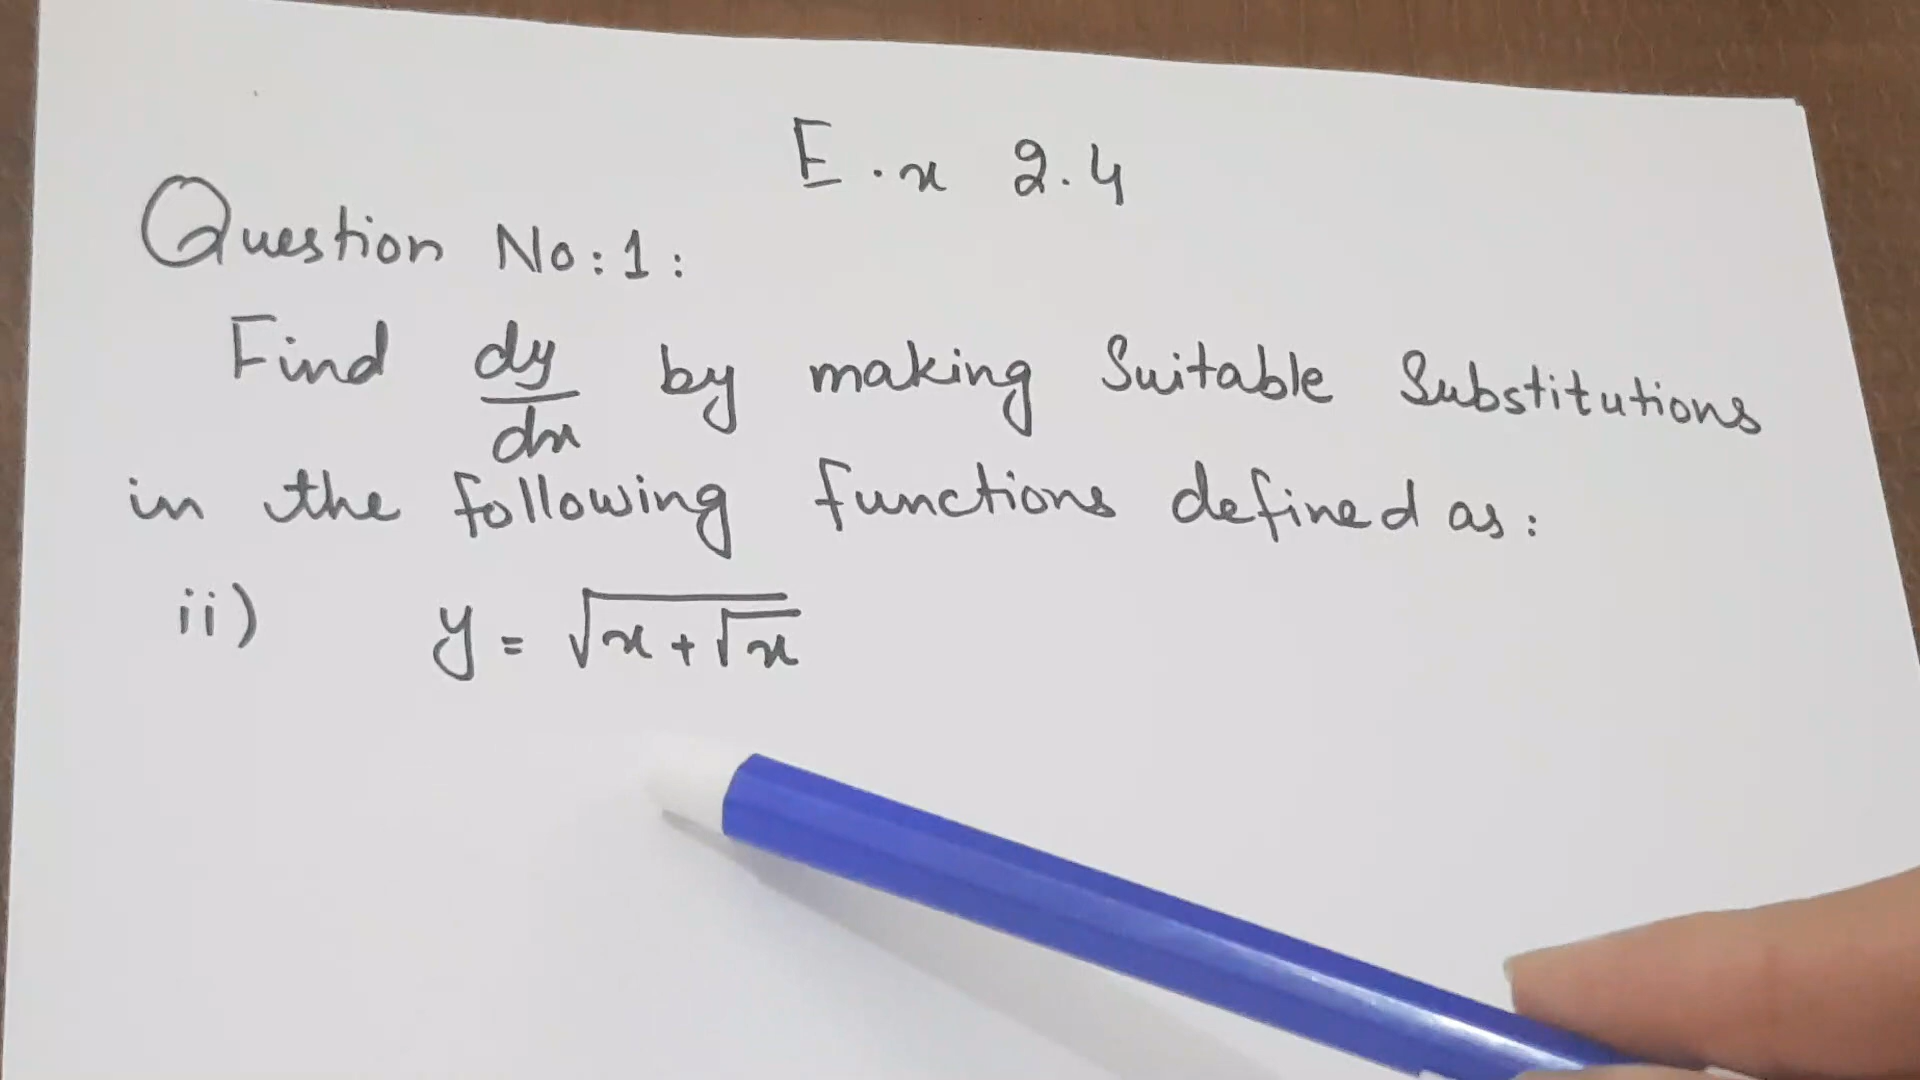 E.x 2.4
Question No:1:
Find dy/dx by making Suitable Substitutions
in the following functions defined as:
ii) y = √(x + √x)